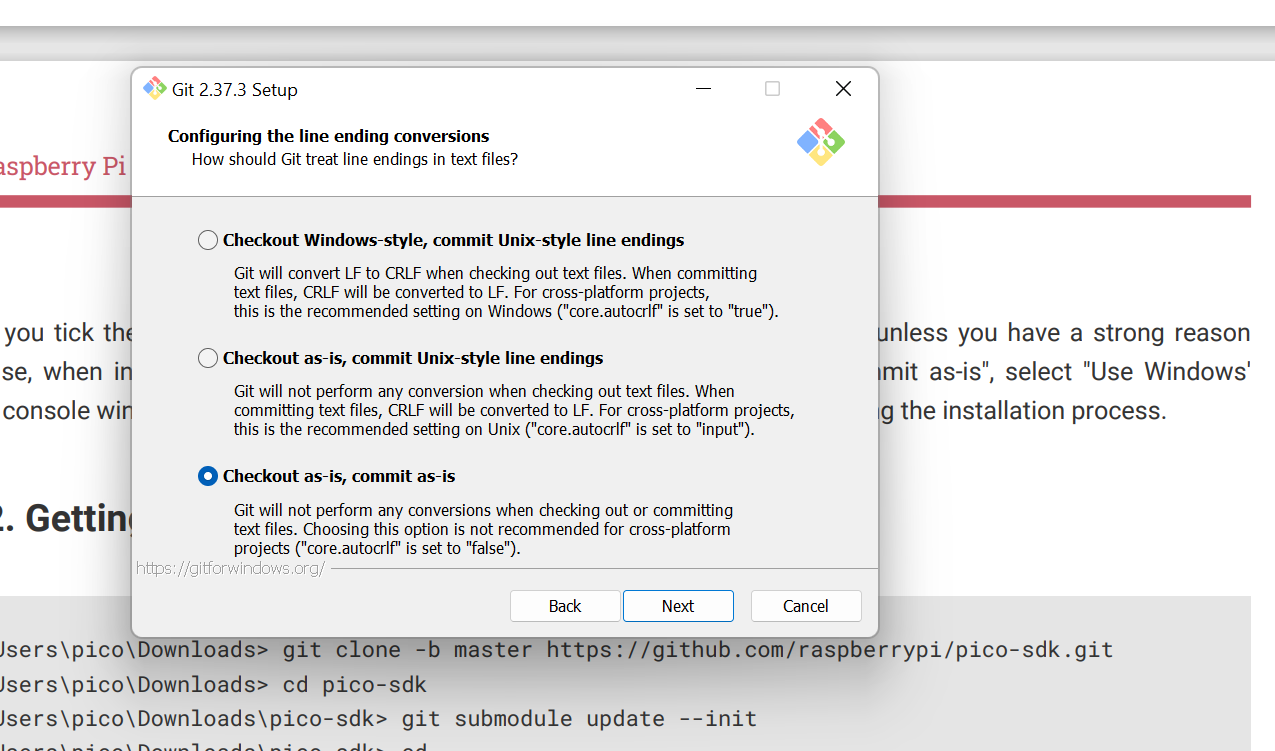 Git 2.37.3 Setup
Configuring the line ending conversions
How should Git treat line endings in text files?
aspberry Pi
Checkout Windows-style, commit Unix-style line endings
Git will convert LF to CRLF when checking out text files. When committing
text files, CRLF will be converted to LF. For cross-platform projects,
this is the recommended setting on Windows ("core.autocrlf" is set to "true").
you tick the
unless you have a strong reason
Checkout as-is, commit Unix-style line endings
se, when in
mmit as-is", select "Use Windows'
Git will not perform any conversion when checking out text files. When
committing text files, CRLF will be converted to LF. For cross-platform projects,
this is the recommended setting on Unix ("core.autocrlf" is set to "input").
console win
g the installation process.
Checkout as-is, commit as-is
Git will not perform any conversions when checking out or committing
text files. Choosing this option is not recommended for cross-platform
projects ("core.autocrlf" is set to "false").
2. Getting
https://gitforwindows.org/
Back
Next
Cancel
Users\pico\Downloads> git clone -b master https://github.com/raspberrypi/pico-sdk.git
Users\pico\Downloads> cd pico-sdk
Users\pico\Downloads\pico-sdk> git submodule update --init
Users\pico\Downloads\pico-sdk> cd